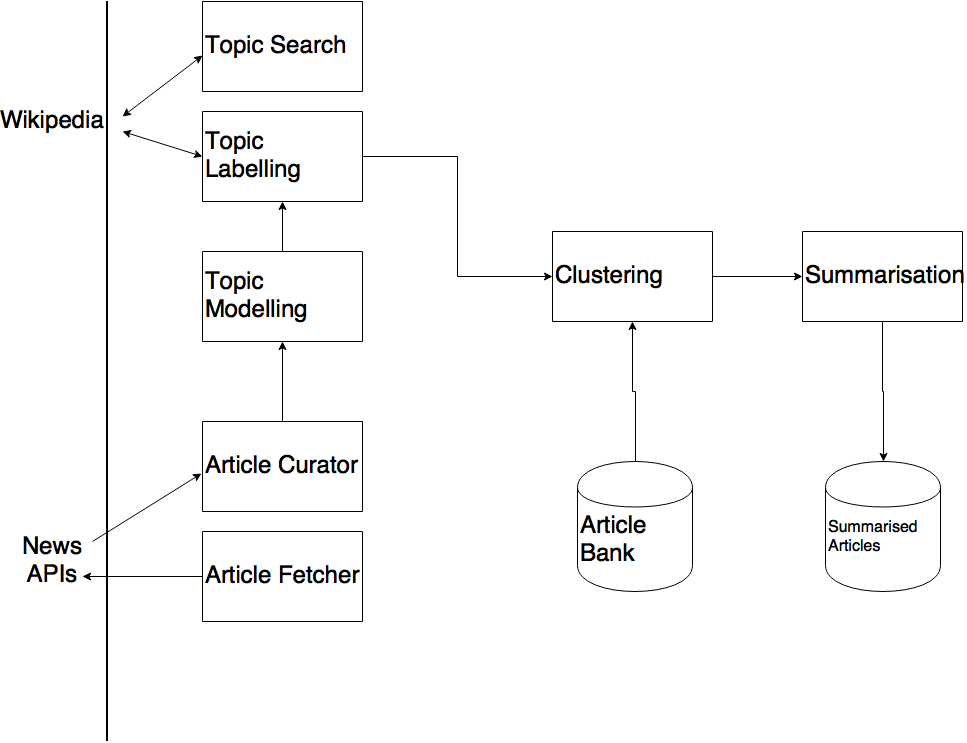 Topic Search
Wikipedia
Topic
Labelling
Topic
Modelling
Clustering
Summarisation
Article Curator
News
APIs
Article Fetcher
Article
Bank
Summarised
Articles